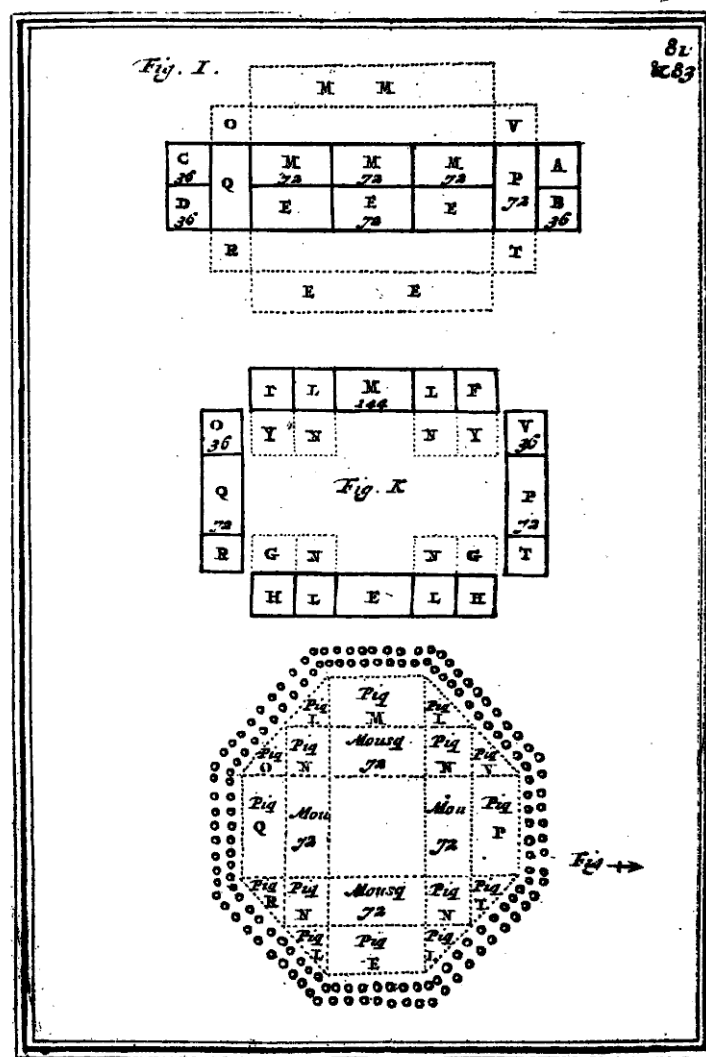 81
&83
Fig. I.
M M
O V
C M M M A
36 72 72 72
Q P
72
D E E E B
36 72 36
R T
E E
I L M L F
144
O Y N N Y V
36 36
Q Fig. K P
72 72
R G N N G T
H L E L H
Piq Piq Piq
L M L
Piq Piq Mousq Piq Piq
O N 72 N V
Piq Mou Mou Piq
Q 72 72 P
Fig
Piq Piq Mousq Piq Piq
R N 72 N T
Piq Piq Piq
L E L